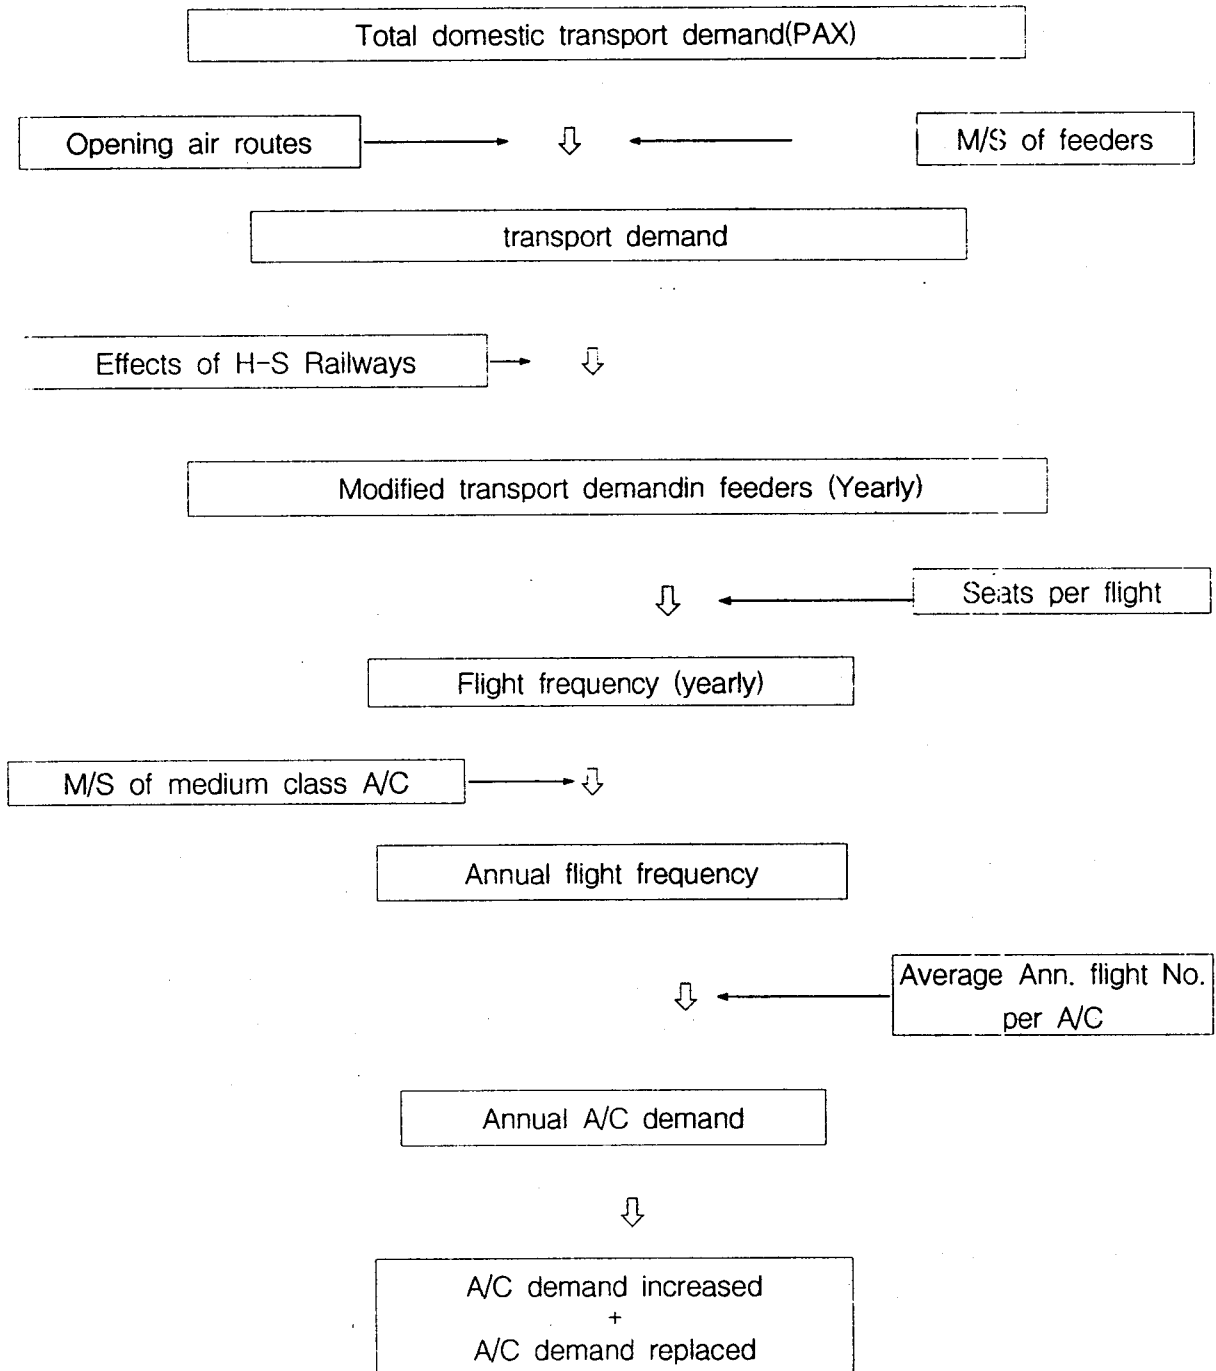 Total domestic transport demand(PAX)
Opening air routes
M/S of feeders
transport demand
Effects of H-S Railways
Modified transport demandin feeders (Yearly)
Seats per flight
Flight frequency (yearly)
M/S of medium class A/C
Annual flight frequency
Average Ann. flight No.
per A/C
Annual A/C demand
A/C demand increased
+
A/C demand replaced